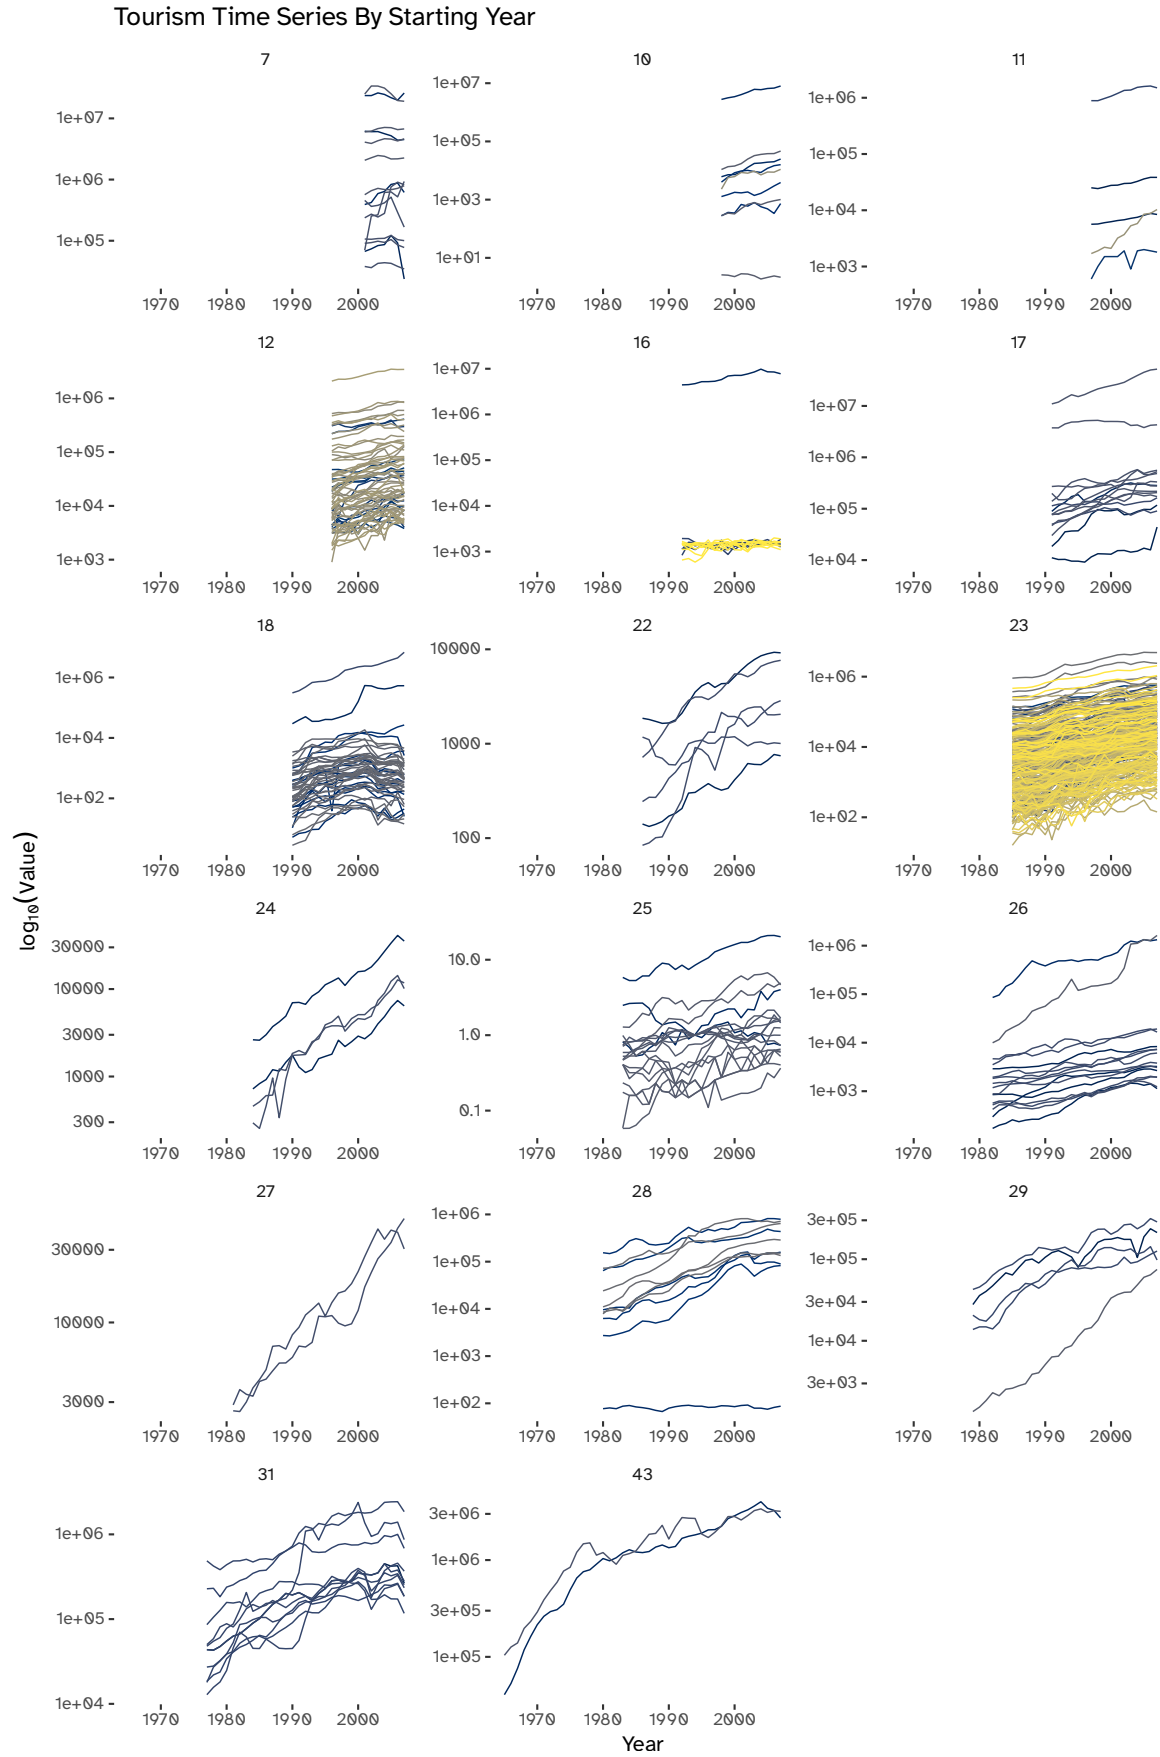 Tourism Time Series By Starting Year
7
10
11
1e+07
1e+06
1e+05
1e+07
1e+05
1e+03
1e+01
1e+06
1e+05
1e+04
1e+03
1970 1980 1990 2000
1970 1980 1990 2000
1970 1980 1990 2000
12
16
17
1e+06
1e+05
1e+04
1e+03
1e+07
1e+06
1e+05
1e+04
1e+03
1e+07
1e+06
1e+05
1e+04
1970 1980 1990 2000
1970 1980 1990 2000
1970 1980 1990 2000
18
22
23
1e+06
1e+04
1e+02
10000
1000
100
1e+06
1e+04
1e+02
1970 1980 1990 2000
1970 1980 1990 2000
1970 1980 1990 2000
log10(Value)
24
25
26
30000
10000
3000
1000
300
10.0
1.0
0.1
1e+06
1e+05
1e+04
1e+03
1970 1980 1990 2000
1970 1980 1990 2000
1970 1980 1990 2000
27
28
29
30000
10000
3000
1e+06
1e+05
1e+04
1e+03
1e+02
3e+05
1e+05
3e+04
1e+04
3e+03
1970 1980 1990 2000
1970 1980 1990 2000
1970 1980 1990 2000
31
43
1e+06
1e+05
1e+04
3e+06
1e+06
3e+05
1e+05
1970 1980 1990 2000
1970 1980 1990 2000
Year